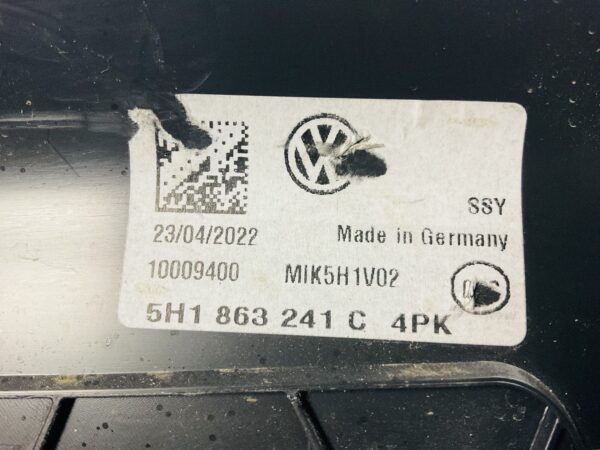 SSY
23/04/2022 Made in Germany
10009400 MIK5H1V02
5H1 863 241 C 4PK